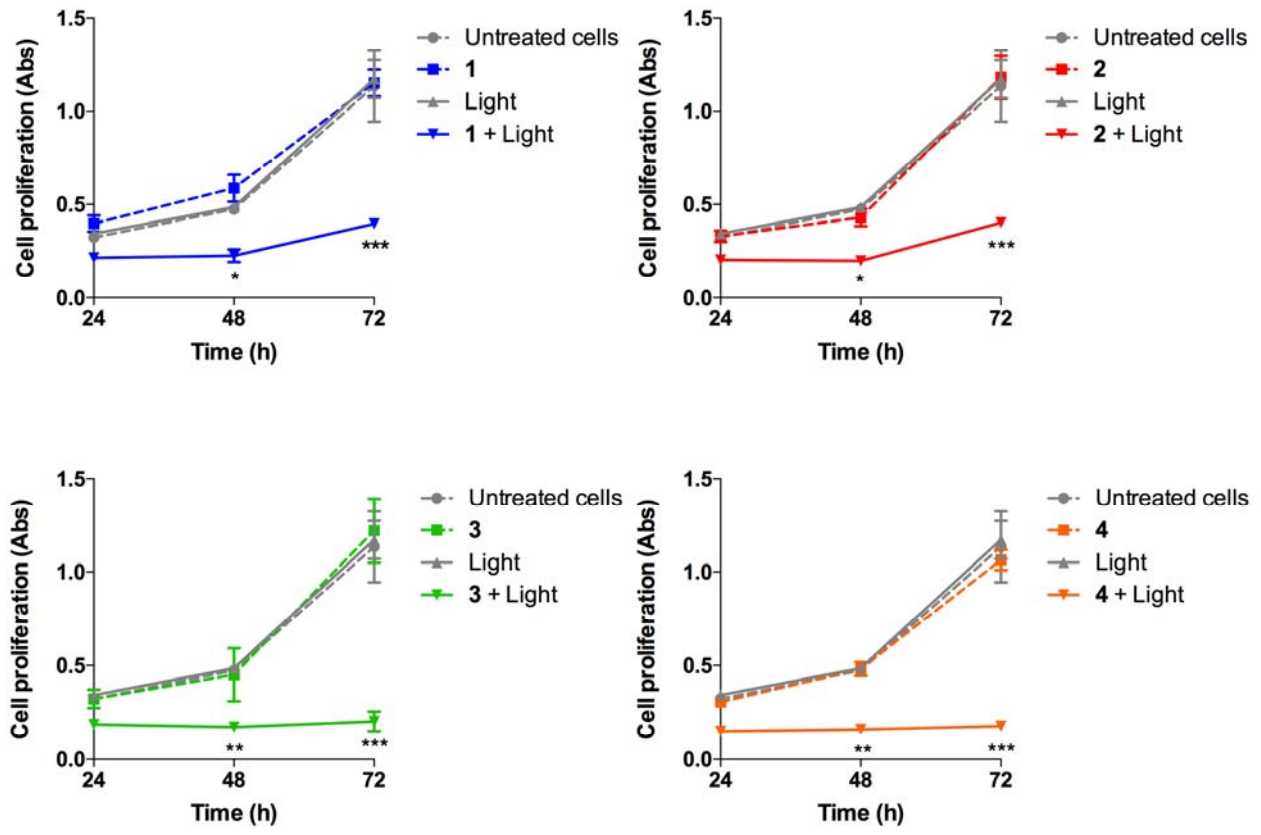 1.5
1.0
0.5
0.0
Cell proliferation (Abs)
24 48 72
Time (h)
*
***
Untreated cells
1
Light
1 + Light
1.5
1.0
0.5
0.0
Cell proliferation (Abs)
24 48 72
Time (h)
*
***
Untreated cells
2
Light
2 + Light
1.5
1.0
0.5
0.0
Cell proliferation (Abs)
24 48 72
Time (h)
**
***
Untreated cells
3
Light
3 + Light
1.5
1.0
0.5
0.0
Cell proliferation (Abs)
24 48 72
Time (h)
**
***
Untreated cells
4
Light
4 + Light